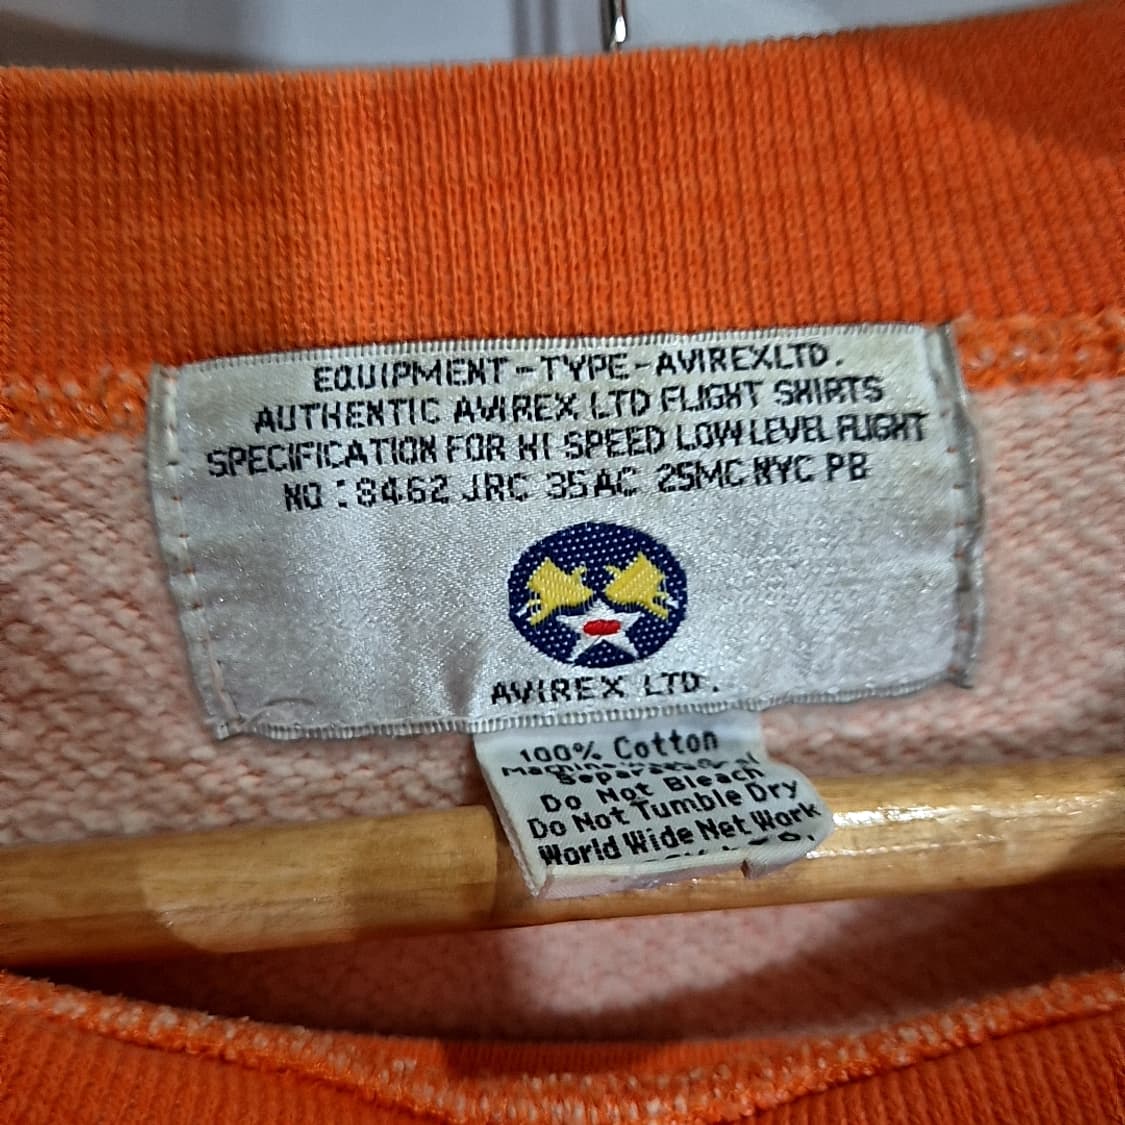 EQUIPMENT-TYPE-AVIREXLTD.
AUTHENTIC AVIREX LTD FLIGHT SHIRTS
SPECIFICATION FOR HI SPEED LOW LEVEL FLIGHT
NO : 8462 JRC 35AC 25MC NYC PB
AVIREX LTD.
100% Cotton
Do Not Bleach
Do Not Tumble Dry
World Wide Net Work